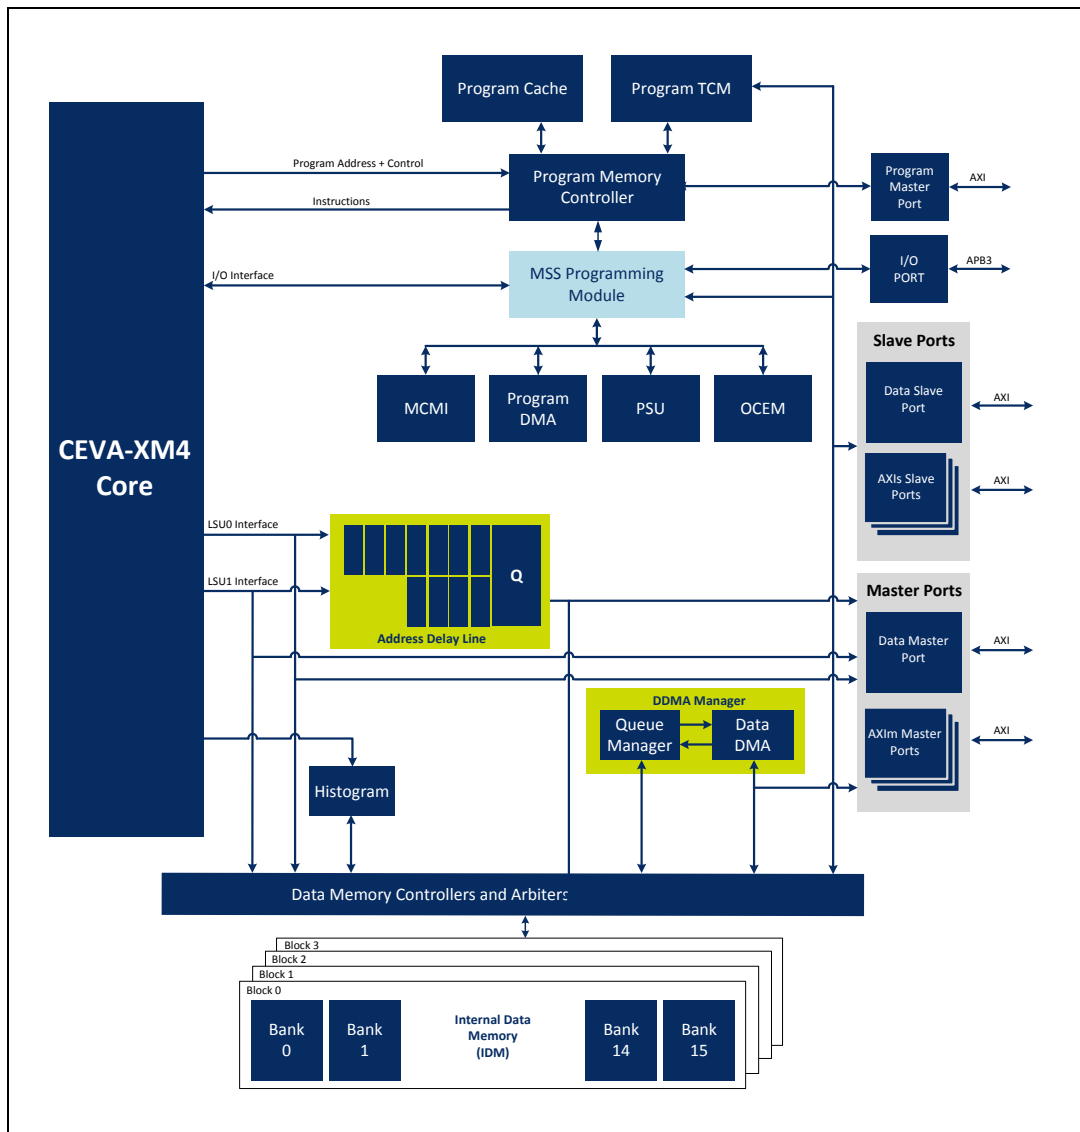 Program Cache
Program TCM
Program Address + Control
Program Memory
Controller
Instructions
Program
Master
Port
AXI
I/O Interface
MSS Programming
Module
I/O
PORT
APB3
Slave Ports
Data Slave
Port
AXI
MCMI
Program
DMA
PSU
OCEM
CEVA-XM4
Core
AXIs Slave
Ports
AXI
LSU0 Interface
LSU1 Interface
Q
Address Delay Line
Master Ports
Data Master
Port
AXI
DDMA Manager
Queue
Manager
Data
DMA
AXIm Master
Ports
AXI
Histogram
Data Memory Controllers and Arbiters
Block 3
Block 2
Block 1
Block 0
Bank
0
Bank
1
Internal Data
Memory
(IDM)
Bank
14
Bank
15